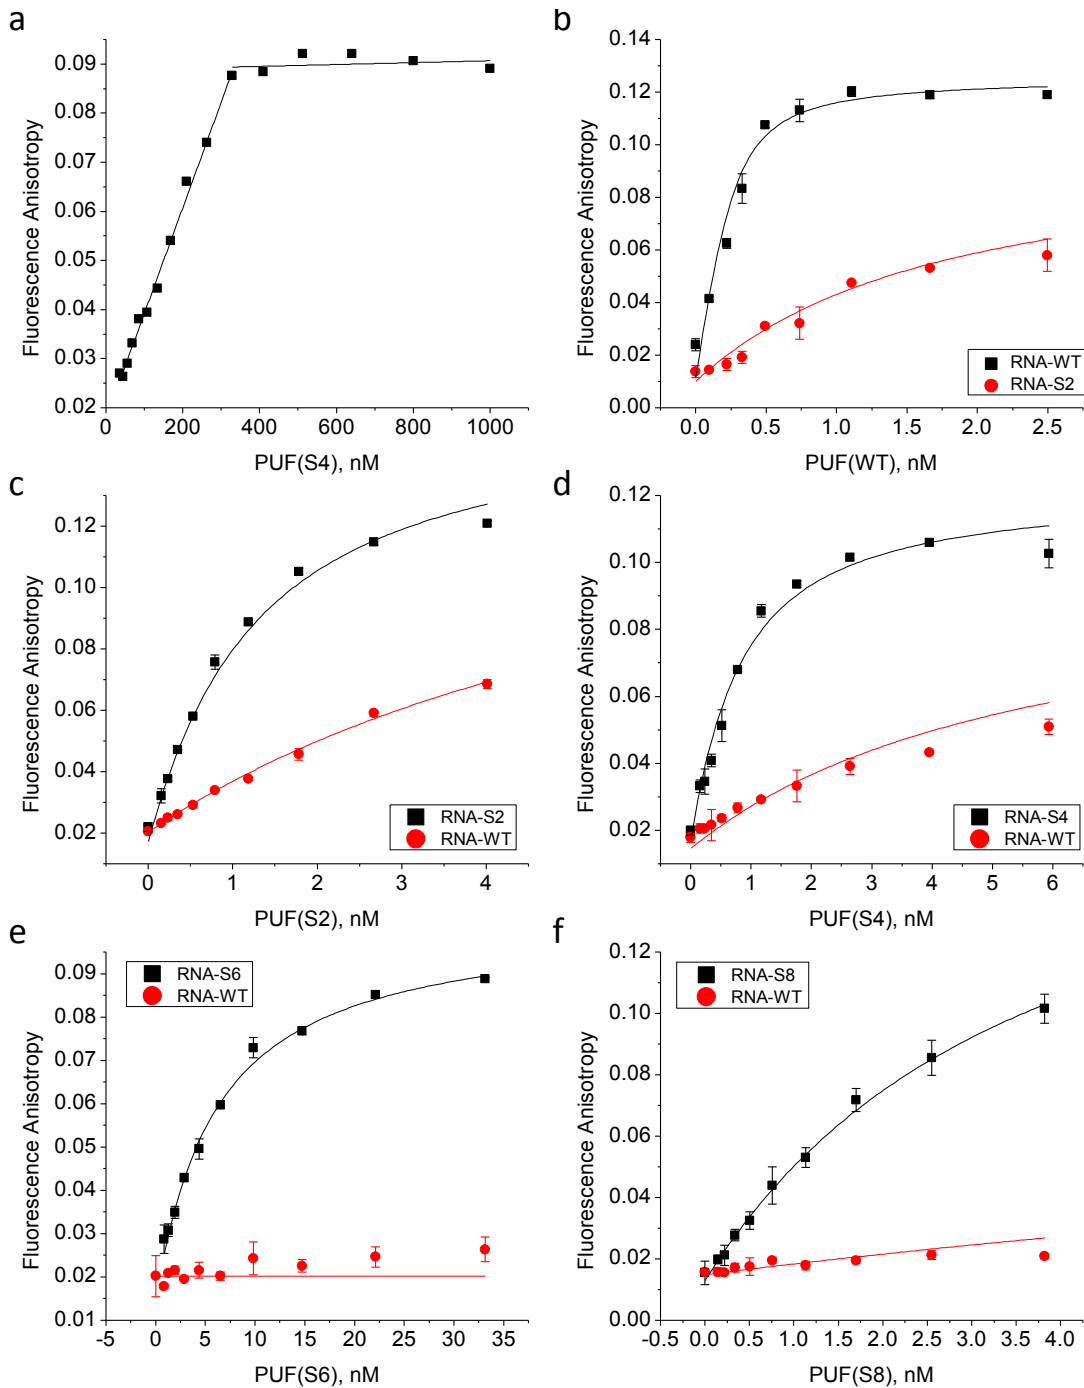 a
0.09
0.08
0.07
0.06
0.05
0.04
0.03
0.02
Fluorescence Anisotropy
0 200 400 600 800 1000
PUF(S4), nM
b
0.14
0.12
0.10
0.08
0.06
0.04
0.02
0.00
Fluorescence Anisotropy
RNA-WT
RNA-S2
0.0 0.5 1.0 1.5 2.0 2.5
PUF(WT), nM
c
0.12
0.10
0.08
0.06
0.04
0.02
Fluorescence Anisotropy
RNA-S2
RNA-WT
0 1 2 3 4
PUF(S2), nM
d
0.12
0.10
0.08
0.06
0.04
0.02
Fluorescence Anisotropy
RNA-S4
RNA-WT
0 1 2 3 4 5 6
PUF(S4), nM
e
RNA-S6
RNA-WT
0.09
0.08
0.07
0.06
0.05
0.04
0.03
0.02
0.01
Fluorescence Anisotropy
-5 0 5 10 15 20 25 30 35
PUF(S6), nM
f
RNA-S8
RNA-WT
0.12
0.10
0.08
0.06
0.04
0.02
0.00
Fluorescence Anisotropy
-0.5 0.0 0.5 1.0 1.5 2.0 2.5 3.0 3.5 4.0
PUF(S8), nM